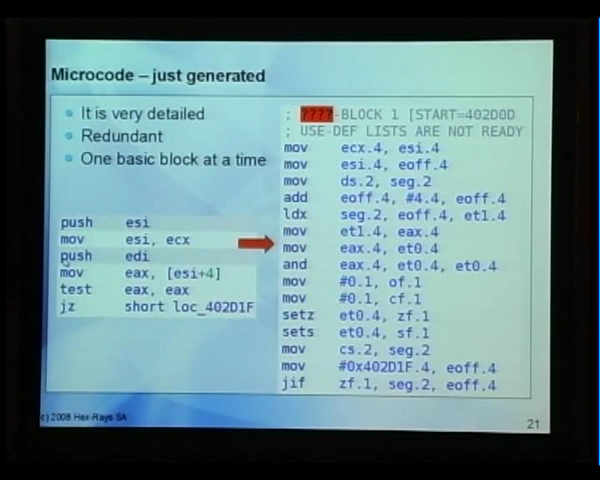 Microcode – just generated
It is very detailed
Redundant
One basic block at a time
push esi
mov esi, ecx
push edi
mov eax, [esi+4]
test eax, eax
jz short loc_402D1F
; ????-BLOCK 1 [START=402D0D
; USE-DEF LISTS ARE NOT READY
mov ecx.4, esi.4
mov esi.4, eoff.4
mov ds.2, seg.2
add eoff.4, #4.4, eoff.4
ldx seg.2, eoff.4, et1.4
mov et1.4, eax.4
mov eax.4, et0.4
and eax.4, et0.4, et0.4
mov #0.1, of.1
mov #0.1, cf.1
setz et0.4, zf.1
sets et0.4, sf.1
mov cs.2, seg.2
mov #0x402D1F.4, eoff.4
jif zf.1, seg.2, eoff.4
(c) 2008 Hex-Rays SA
21